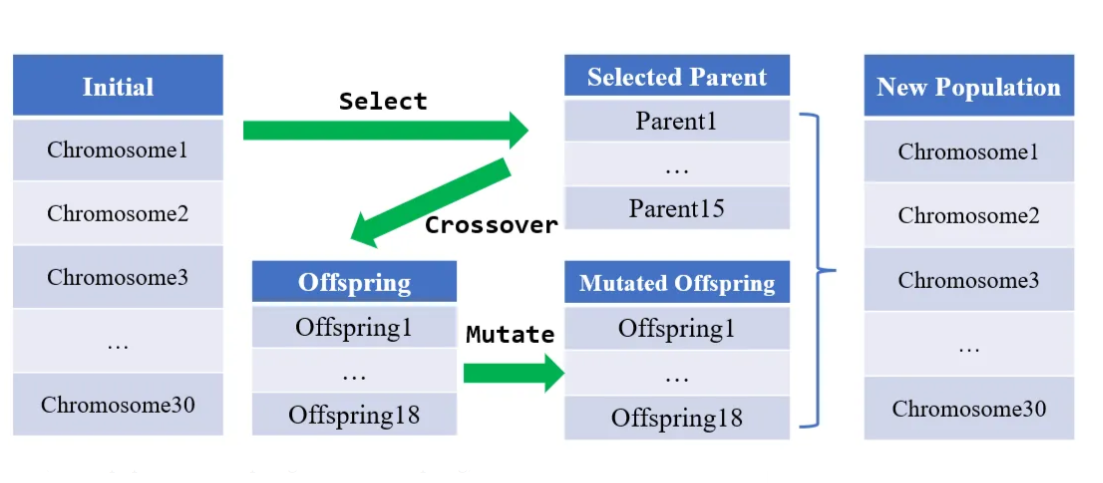 Initial
Chromosome1
Chromosome2
Chromosome3
...
Chromosome30
Select
Crossover
Selected Parent
Parent1
...
Parent15
Offspring
Offspring1
...
Offspring18
Mutate
Mutated Offspring
Offspring1
...
Offspring18
New Population
Chromosome1
Chromosome2
Chromosome3
...
Chromosome30